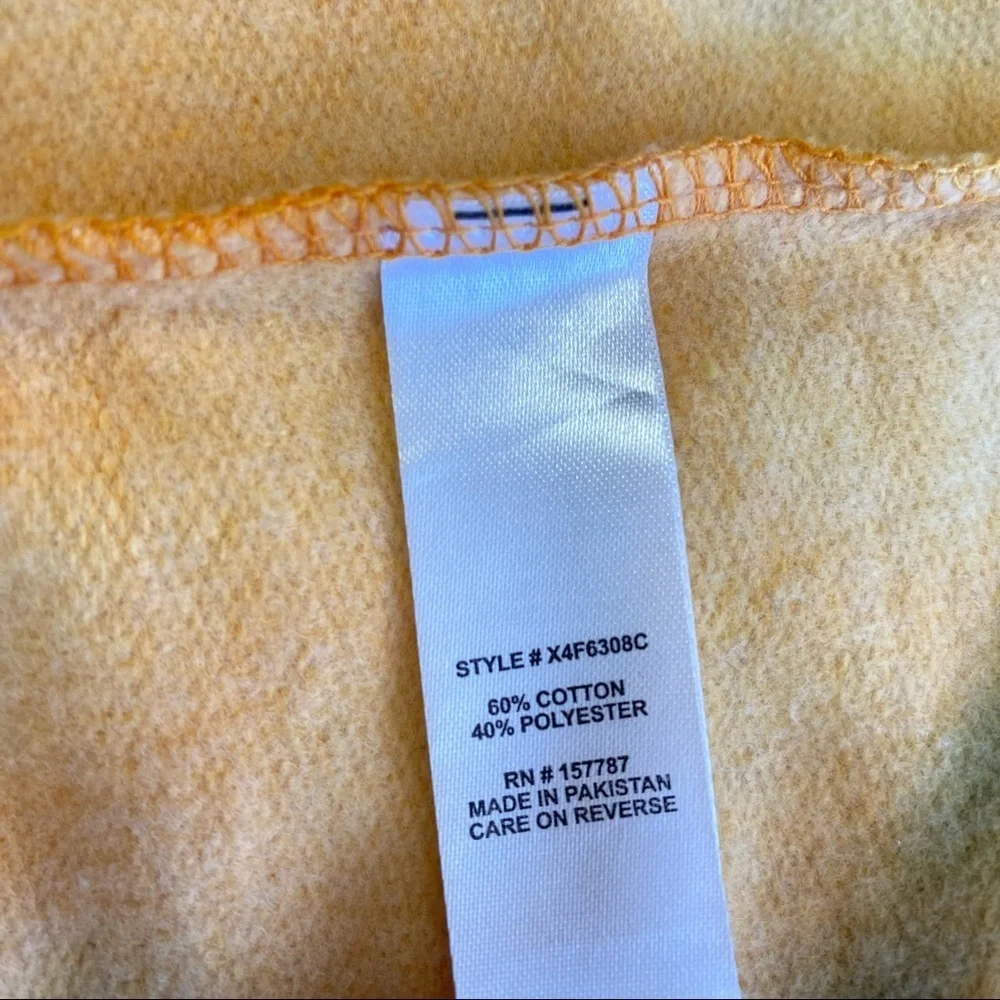 STYLE # X4F6308C
60% COTTON
40% POLYESTER
RN # 157787
MADE IN PAKISTAN
CARE ON REVERSE